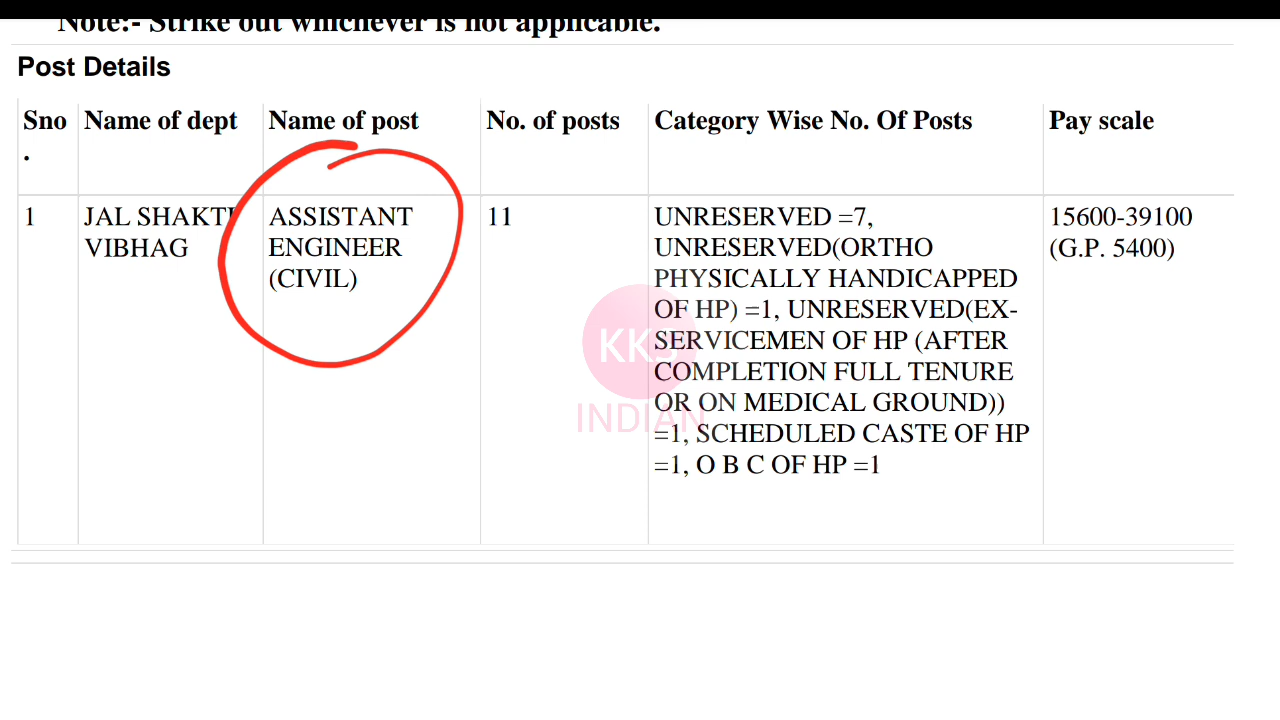 Note:- Strike out whichever is not applicable.
Post Details
Sno
.
Name of dept
Name of post
No. of posts
Category Wise No. Of Posts
Pay scale
1
JAL SHAKTI
VIBHAG
ASSISTANT
ENGINEER
(CIVIL)
11
UNRESERVED =7,
UNRESERVED(ORTHO
PHYSICALLY HANDICAPPED
OF HP) =1, UNRESERVED(EX-
SERVICEMEN OF HP (AFTER
COMPLETION FULL TENURE
OR ON MEDICAL GROUND))
=1, SCHEDULED CASTE OF HP
=1, O B C OF HP =1
15600-39100
(G.P. 5400)
KKS
INDIAN